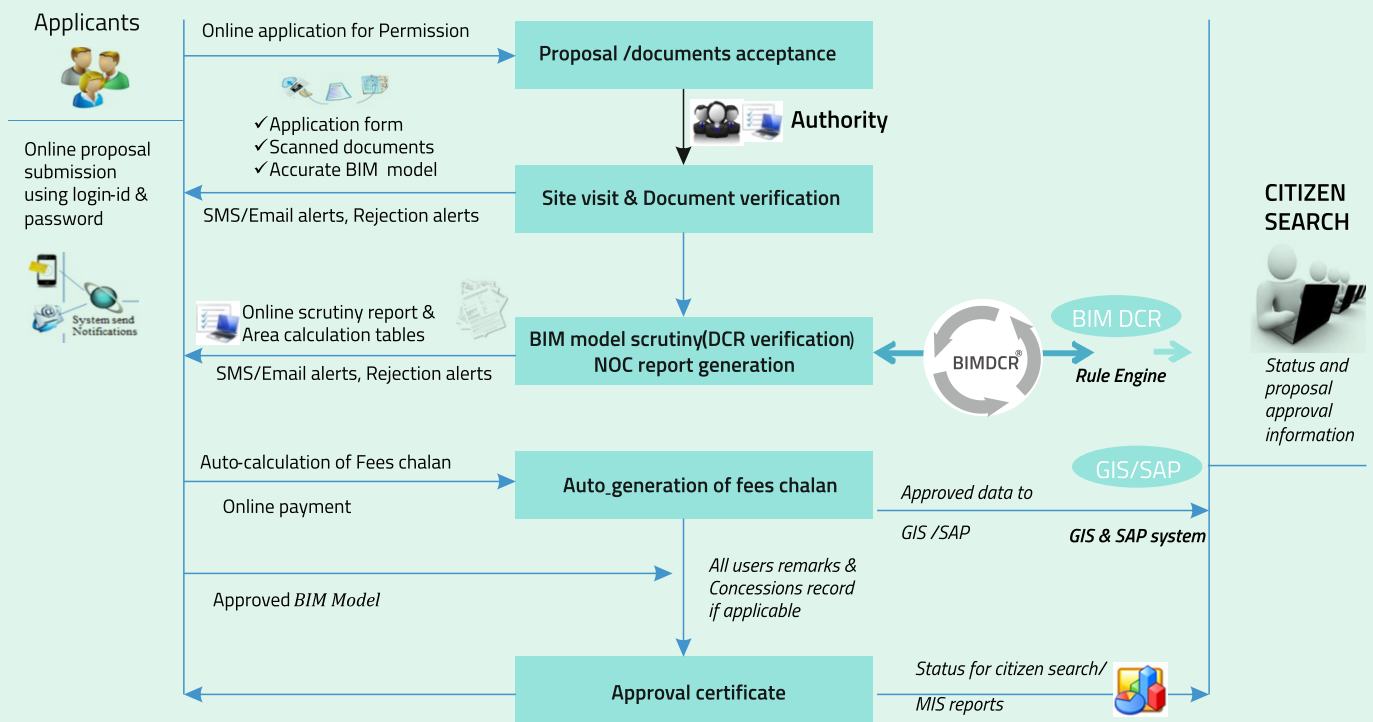 Applicants
Online proposal
submission
using login-id &
password
System send
Notifications
Online application for Permission
✓Application form
✓Scanned documents
✓Accurate BIM model
SMS/Email alerts, Rejection alerts
Online scrutiny report &
Area calculation tables
SMS/Email alerts, Rejection alerts
Auto-calculation of Fees chalan
Online payment
Approved BIM Model
Proposal /documents acceptance
Authority
Site visit & Document verification
BIM model scrutiny(DCR verification)
NOC report generation
BIMDCR®
BIM DCR
Rule Engine
Auto_generation of fees chalan
Approved data to
GIS /SAP
GIS/SAP
GIS & SAP system
All users remarks &
Concessions record
if applicable
Approval certificate
Status for citizen search/
MIS reports
CITIZEN
SEARCH
Status and
proposal
approval
information